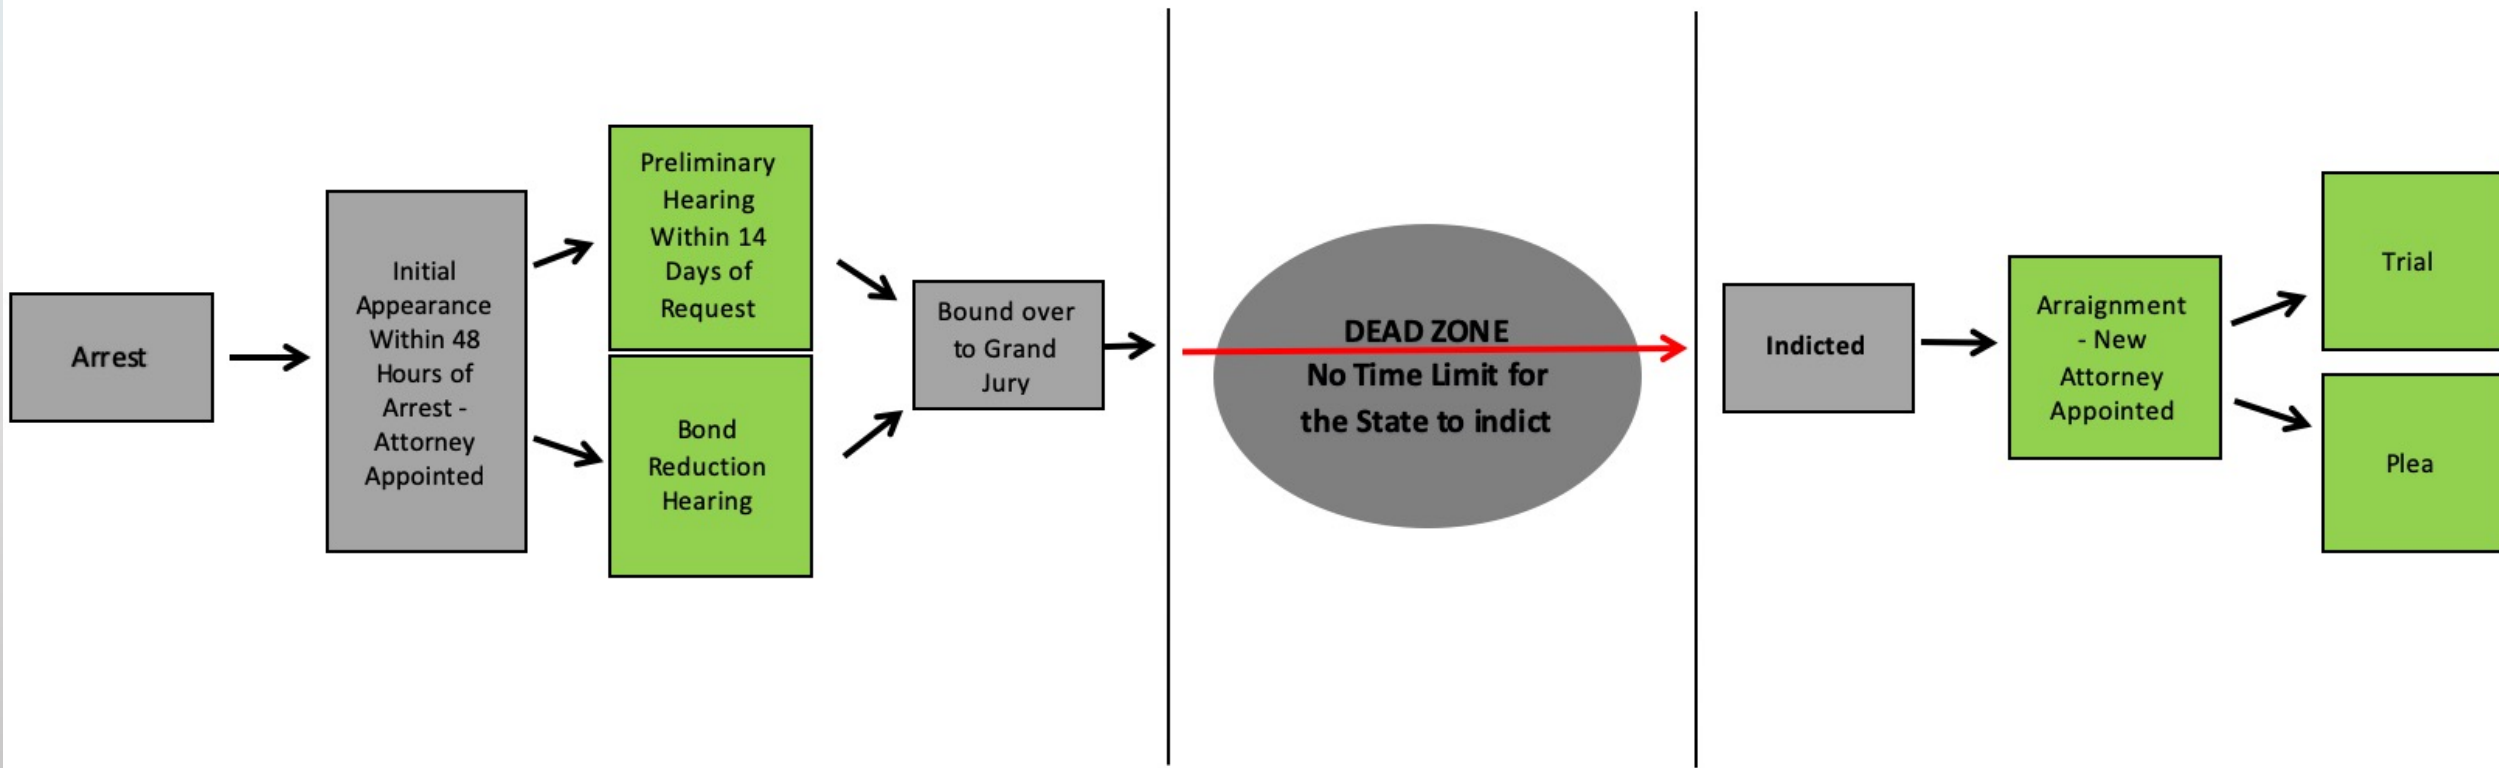 Arrest
Initial
Appearance
Within 48
Hours of
Arrest -
Attorney
Appointed
Preliminary
Hearing
Within 14
Days of
Request
Bond
Reduction
Hearing
Bound over
to Grand
Jury
DEAD ZONE
No Time Limit for
the State to indict
Indicted
Arraignment
- New
Attorney
Appointed
Trial
Plea